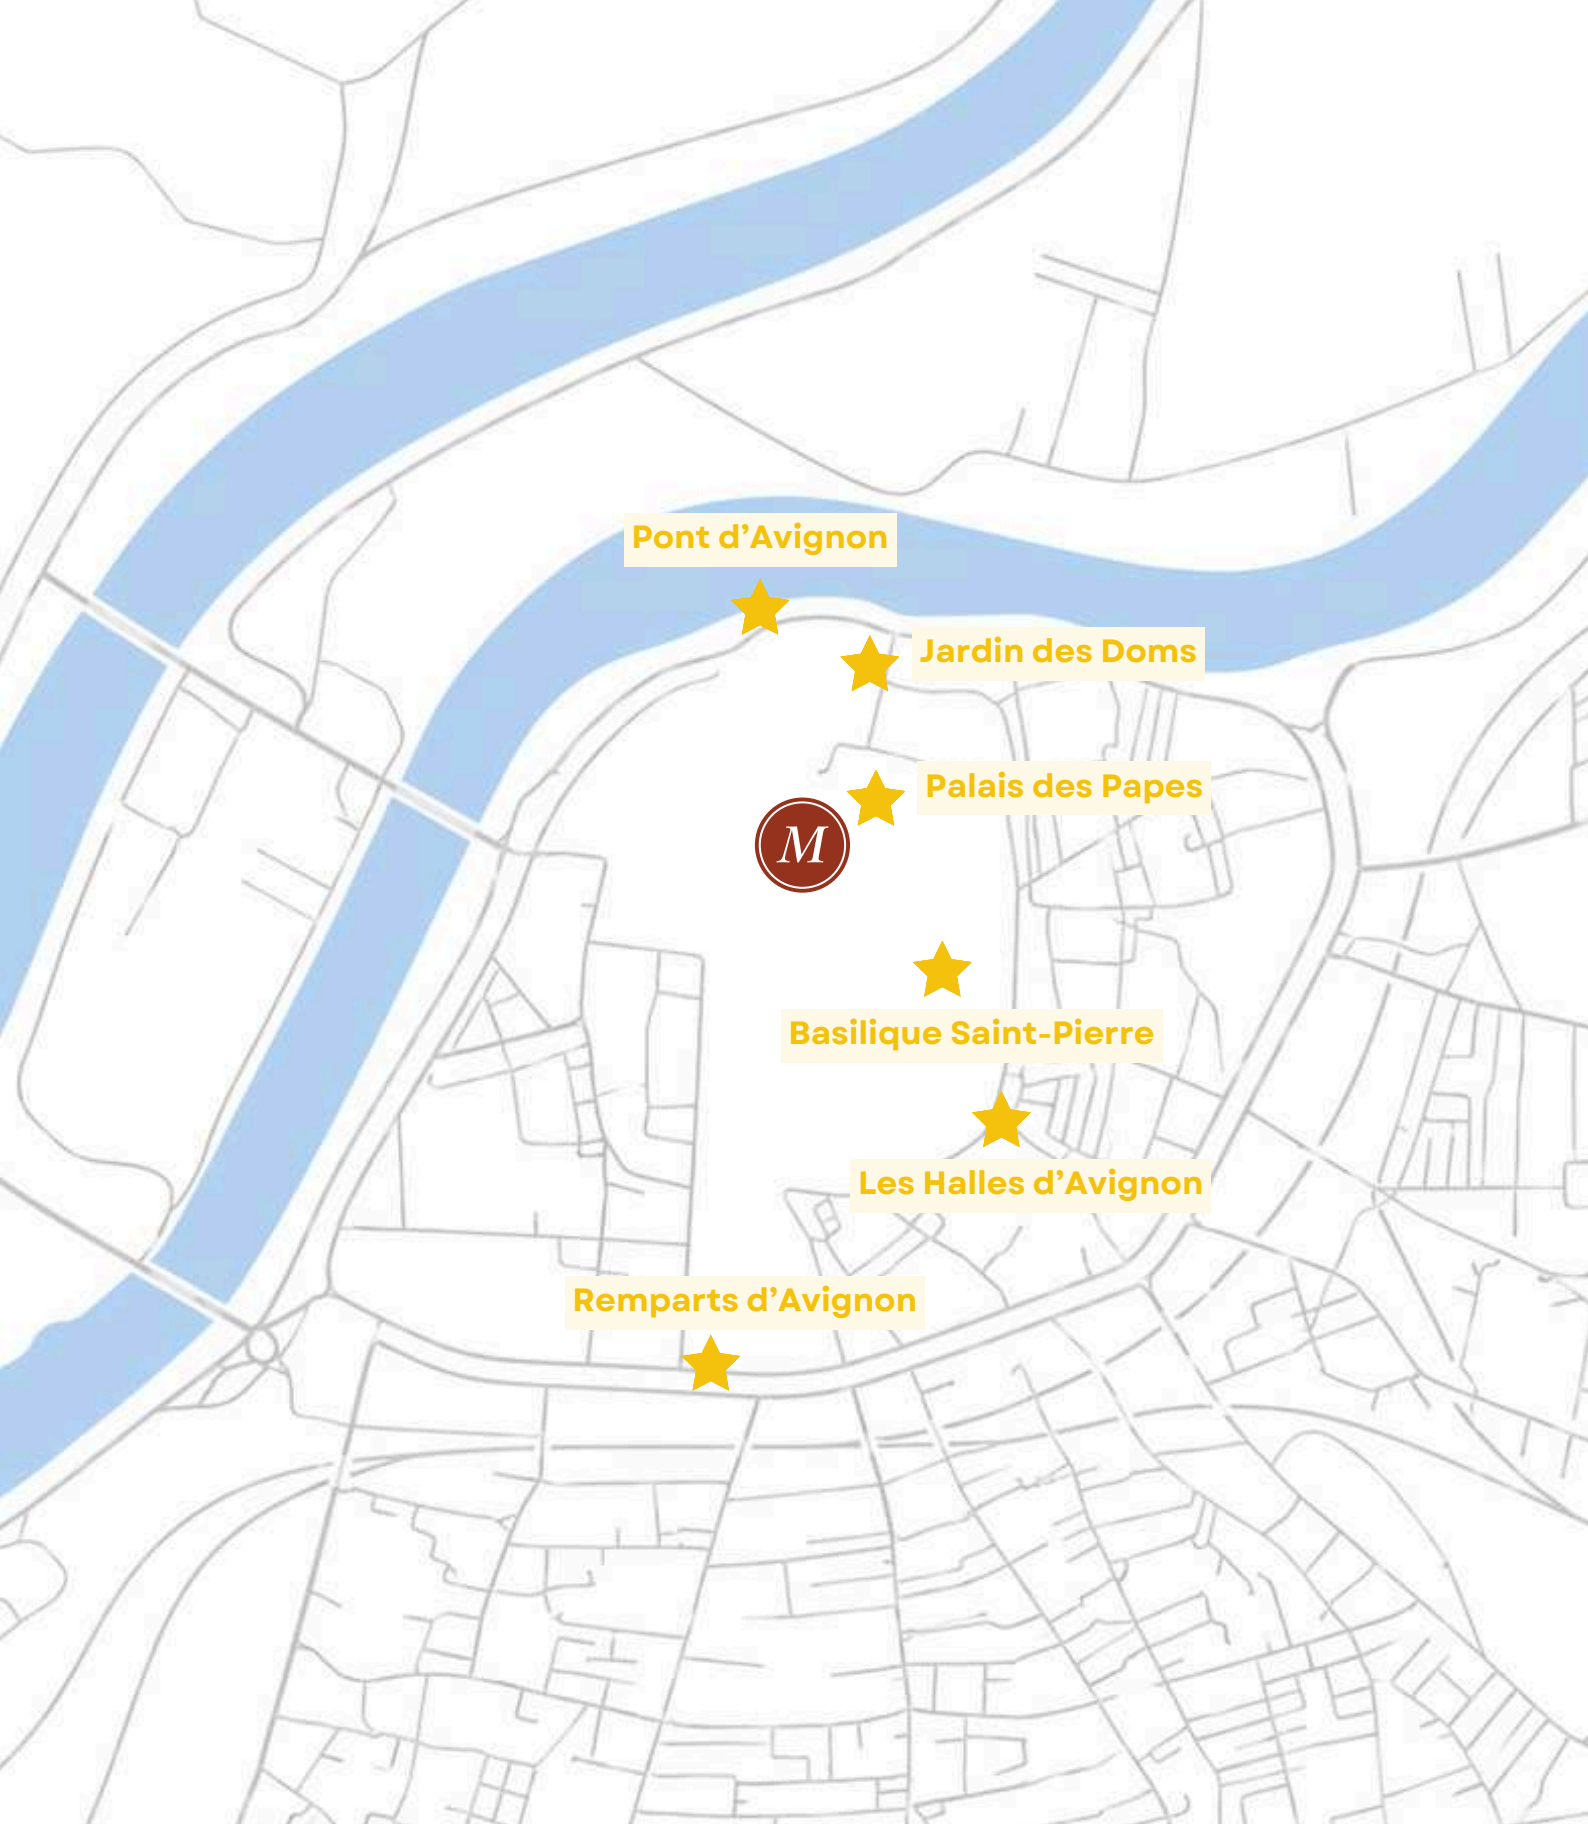 Pont d’Avignon
Jardin des Doms
Palais des Papes
M
Basilique Saint-Pierre
Les Halles d’Avignon
Remparts d’Avignon